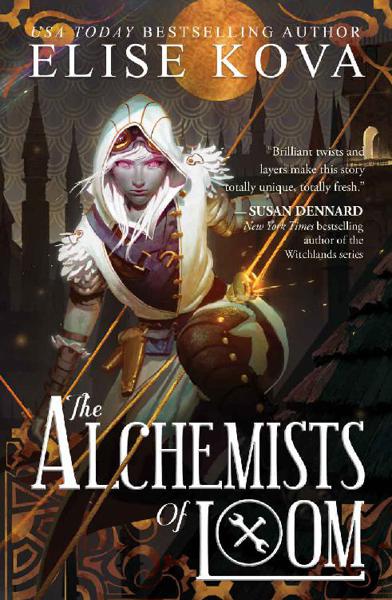 USA TODAY BESTSELLING AUTHOR
ELISE KOVA
"Brilliant twists and
layers make this story
totally unique, totally fresh."
—SUSAN DENNARD
New York Times bestselling
author of the
Witchlands series
The
ALCHEMISTS
of LOOM